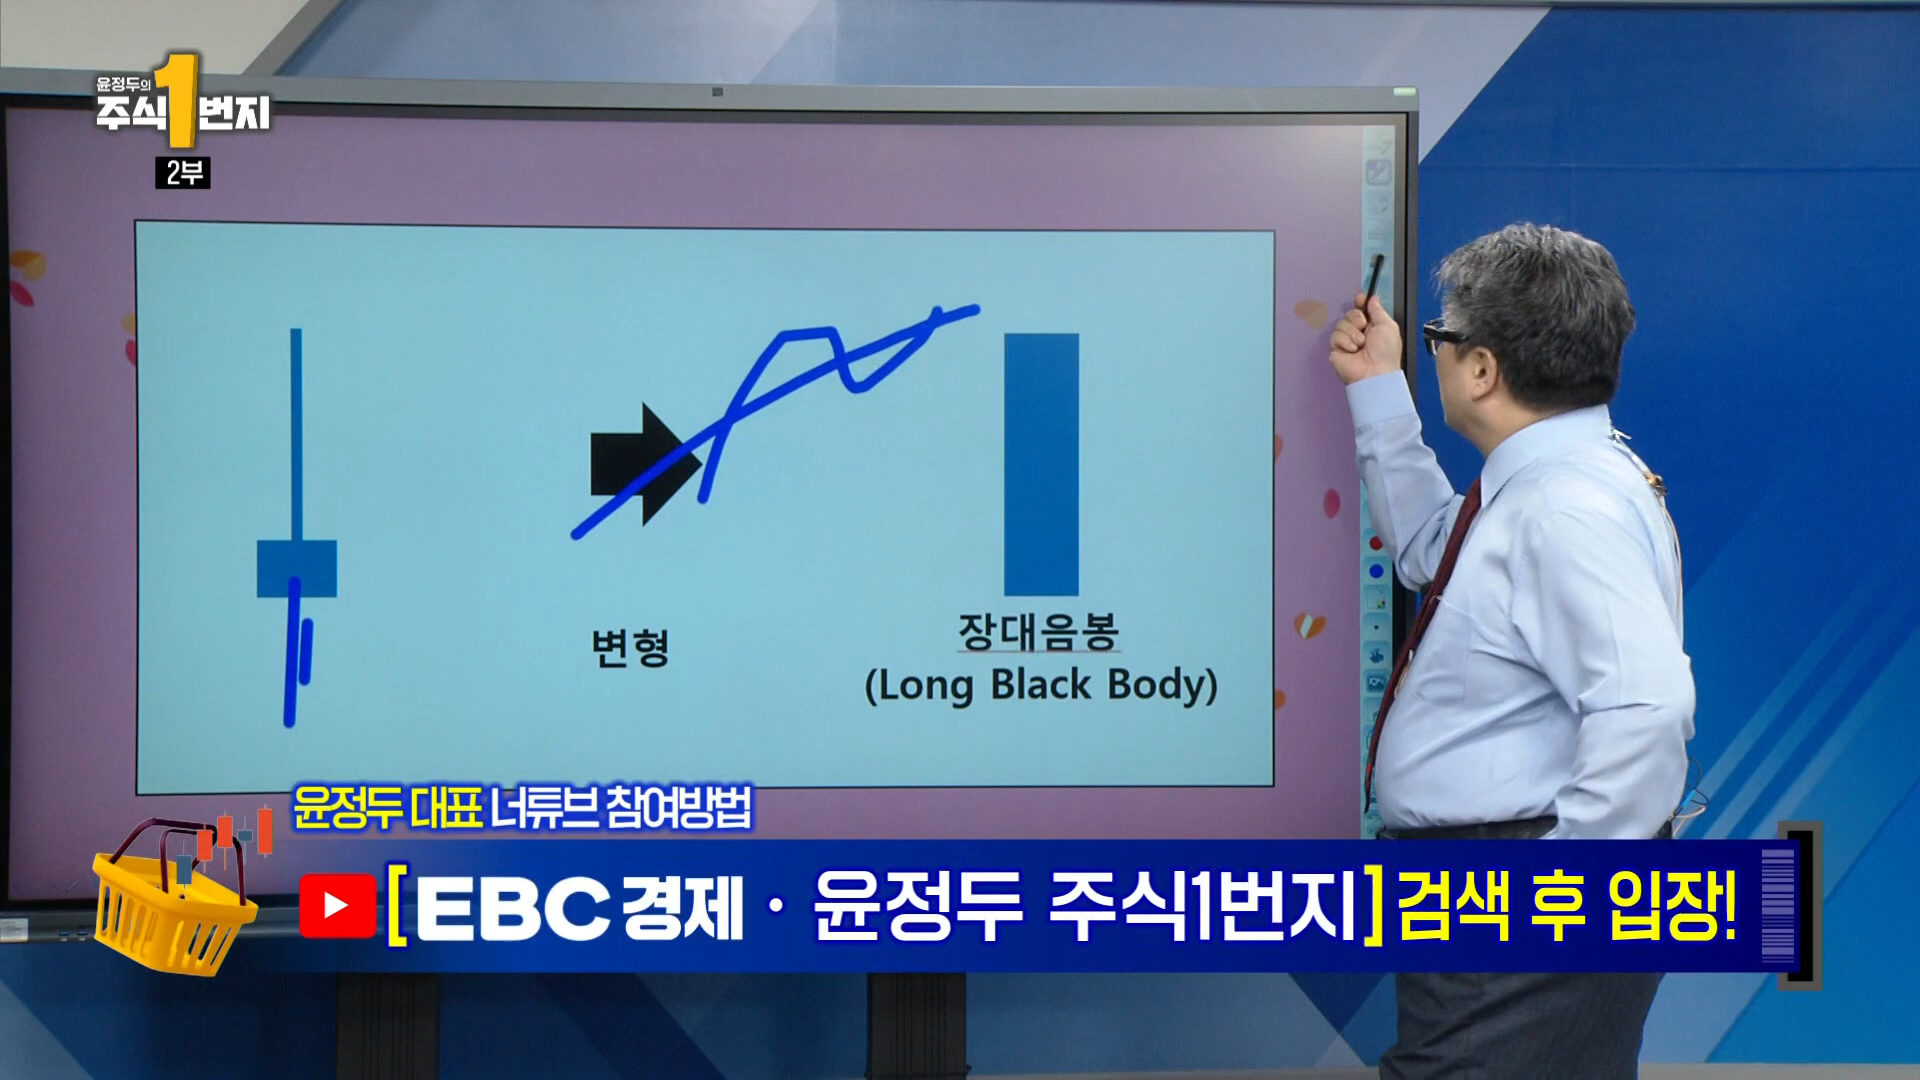 윤정두의
주식1번지
2부
변형
장대음봉
(Long Black Body)
윤정두 대표 너튜브 참여방법
[EBC경제 · 윤정두 주식1번지]검색 후 입장!